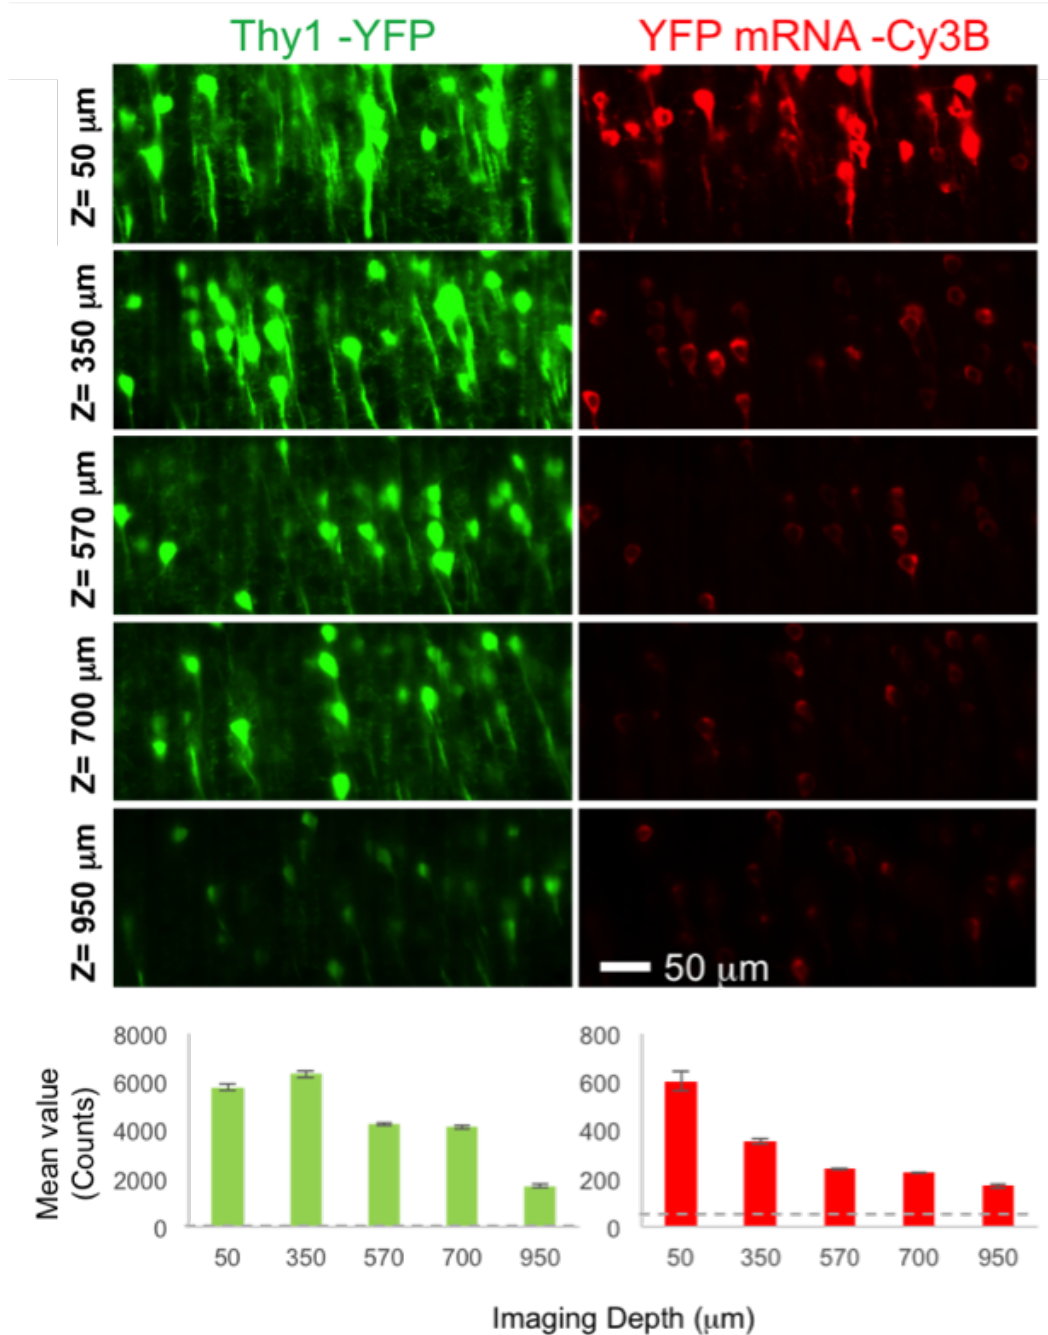 Thy1 -YFP
YFP mRNA -Cy3B
Z= 50 μm
Z= 350 μm
Z= 570 μm
Z= 700 μm
Z= 950 μm
50 μm
Mean value
(Counts)
8000
6000
4000
2000
0
50 350 570 700 950
800
600
400
200
0
50 350 570 700 950
Imaging Depth (μm)